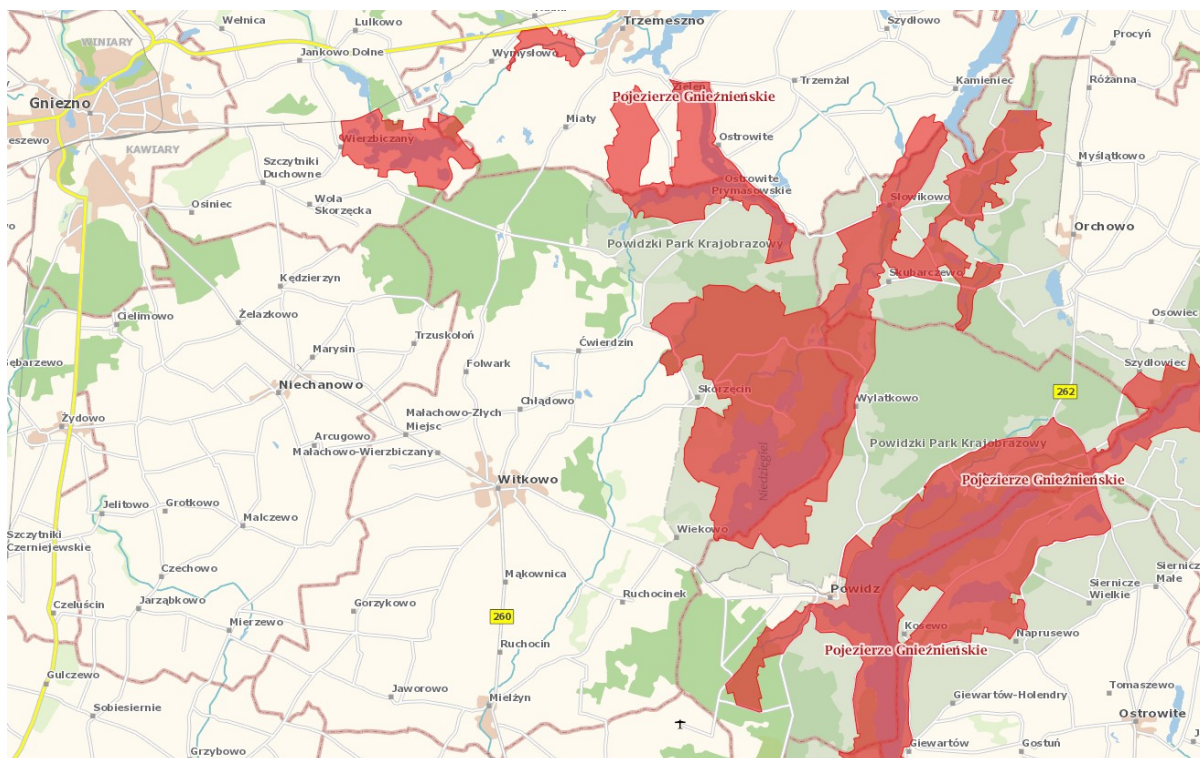 Wełnica
Lulkowo
Trzemeszno
Szydłowo
Procyń
WINIARY
Jankowo Dolne
Wymysłowo
Trzemżal
Kamieniec
Różanna
Zieleń
Pojezierze Gnieźnieńskie
Gniezno
Miaty
Ostrowite
Wierzbiczany
KAWIARY
Szczytniki
Duchowne
Myślątkowo
Ostrowite
Prymasowskie
Słowikowo
Wola
Skorzęcka
Osiniec
Orchowo
Powidzki Park Krajobrazowy
Skubarczewo
Kędzierzyn
Cielimowo
Żelazkowo
Osowiec
Trzuskołoń
Ćwierdzin
Marysin
Folwark
Szydłowiec
Niechanowo
Skorzęcin
262
Wylatkowo
Chłądowo
Żydowo
Małachowo-Złych
Miejsc
Arcugowo
Małachowo-Wierzbiczany
Powidzki Park Krajobrazowy
Niedzięgiel
Witkowo
Pojezierze Gnieźnieńskie
Jelitowo
Grotkowo
Malczewo
Wiekowo
Szczytniki
Czerniejewskie
Czechowo
Mąkownica
Siernicze
Małe
Siernicze
Wielkie
Ruchocinek
Powidz
Czeluścin
Jarząbkowo
Gorzykowo
260
Mierzewo
Kosewo
Naprusewo
Ruchocin
Pojezierze Gnieźnieńskie
Gulczewo
Jaworowo
Mielżyn
Giewartów-Holendry
Tomaszewo
Sobiesiernie
Ostrowite
Grzybowo
Giewartów
Gostuń